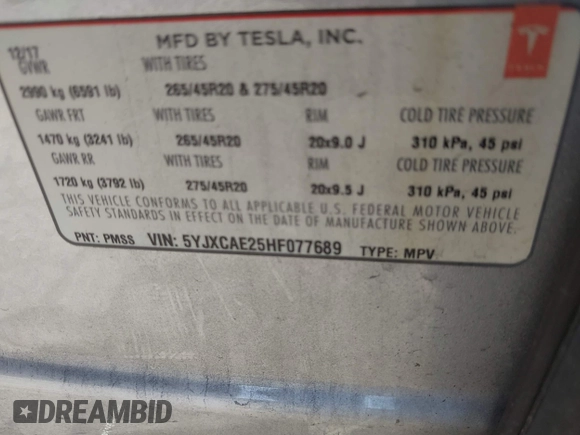 12/17 MFD BY TESLA, INC.
GVWR WITH TIRES
2990 kg (6591 lb) 265/45R20 & 275/45R20
GAWR FRT WITH TIRES RIM COLD TIRE PRESSURE
1470 kg (3241 lb) 265/45R20 20x9.0 J 310 kPa, 45 psi
GAWR RR WITH TIRES RIM COLD TIRE PRESSURE
1720 kg (3792 lb) 275/45R20 20x9.5 J 310 kPa, 45 psi
THIS VEHICLE CONFORMS TO ALL APPLICABLE U.S. FEDERAL MOTOR VEHICLE
SAFETY STANDARDS IN EFFECT ON THE DATE OF MANUFACTURE SHOWN ABOVE.
PNT: PMSS VIN: 5YJXCAE25HF077689 TYPE: MPV
TESLA
DREAMBID